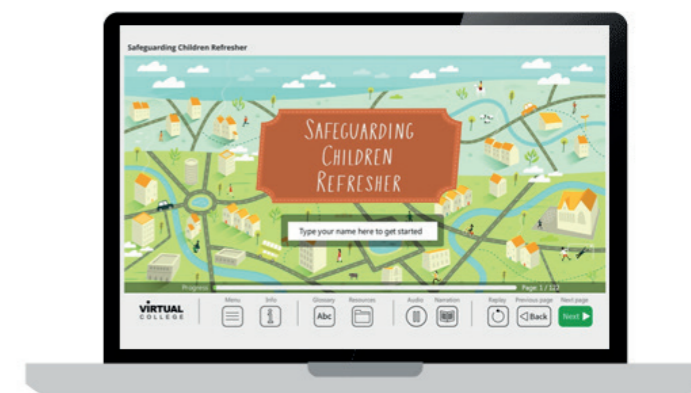 Safeguarding Children Refresher
SAFEGUARDING
CHILDREN
REFRESHER
Type your name here to get started
Progress
Page 1 / 122
Menu
Info
Glossary
Resources
Audio
Narration
Replay
Previous page
Next page
VIRTUAL
COLLEGE
Abc
Back
Next